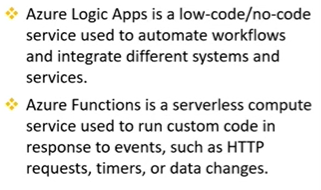 Azure Logic Apps is a low-code/no-code
service used to automate workflows
and integrate different systems and
services.
Azure Functions is a serverless compute
service used to run custom code in
response to events, such as HTTP
requests, timers, or data changes.